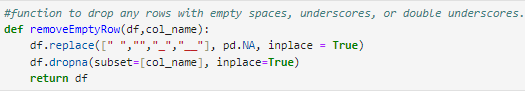 #function to drop any rows with empty spaces, underscores, or double underscores.
def removeEmptyRow(df,col_name):
    df.replace([" ","","_","__"], pd.NA, inplace = True)
    df.dropna(subset=[col_name], inplace=True)
    return df